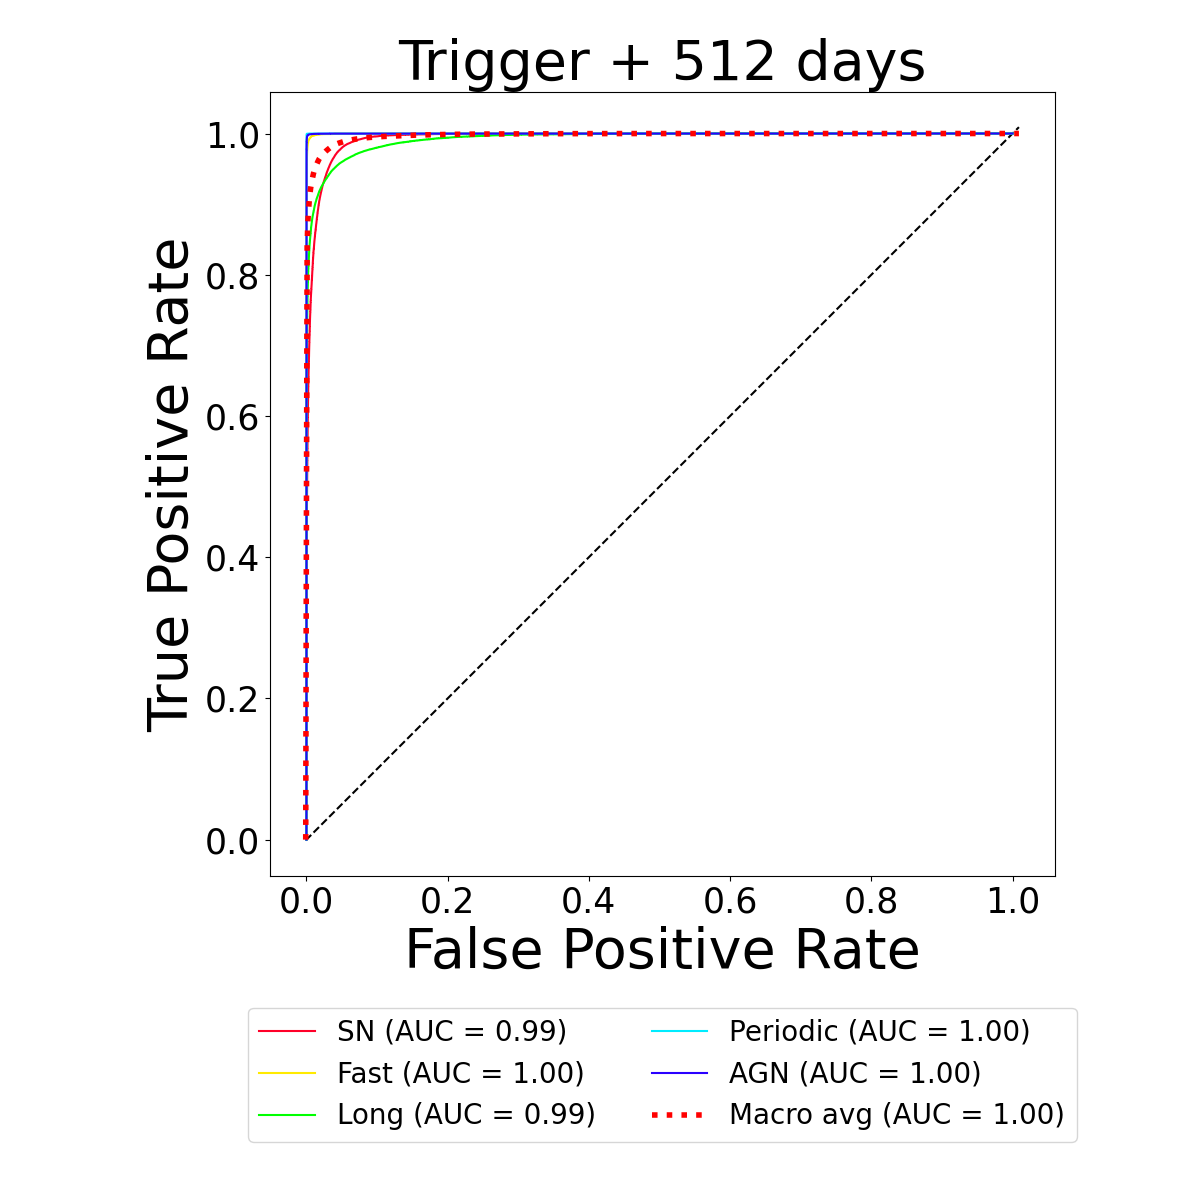 Trigger + 512 days
True Positive Rate
1.0
0.8
0.6
0.4
0.2
0.0
0.0 0.2 0.4 0.6 0.8 1.0
False Positive Rate
SN (AUC = 0.99)
Fast (AUC = 1.00)
Long (AUC = 0.99)
Periodic (AUC = 1.00)
AGN (AUC = 1.00)
Macro avg (AUC = 1.00)